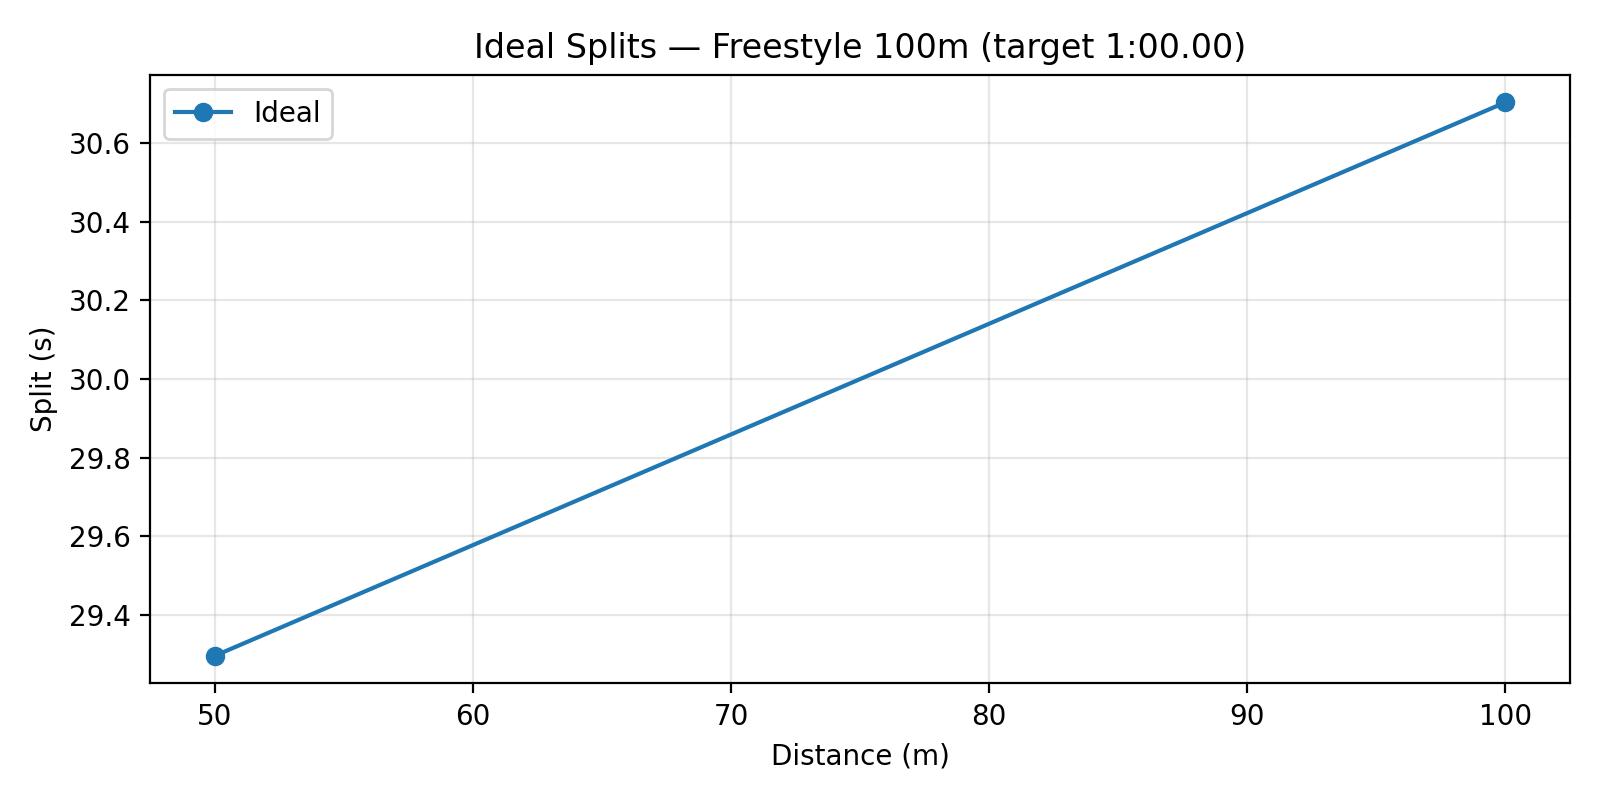 Ideal Splits — Freestyle 100m (target 1:00.00)
Ideal
30.6
30.4
30.2
30.0
29.8
29.6
29.4
Split (s)
50 60 70 80 90 100
Distance (m)